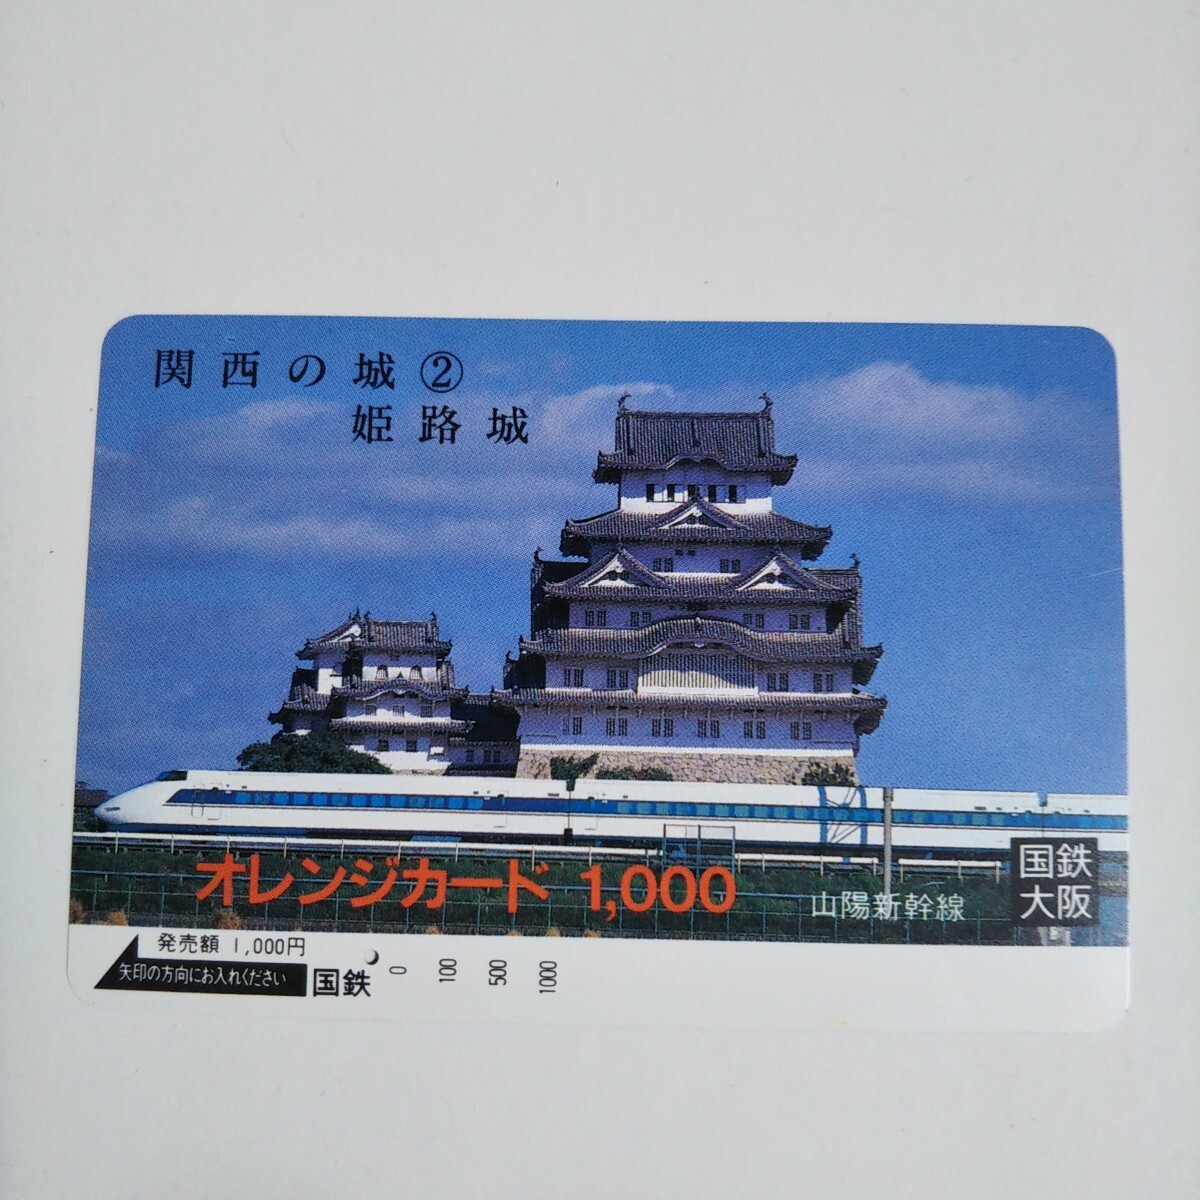 関西の城②
姫路城
オレンジカード 1,000
山陽新幹線
国鉄
大阪
発売額 1,000円
矢印の方向にお入れください
国鉄
0 100 500 1000